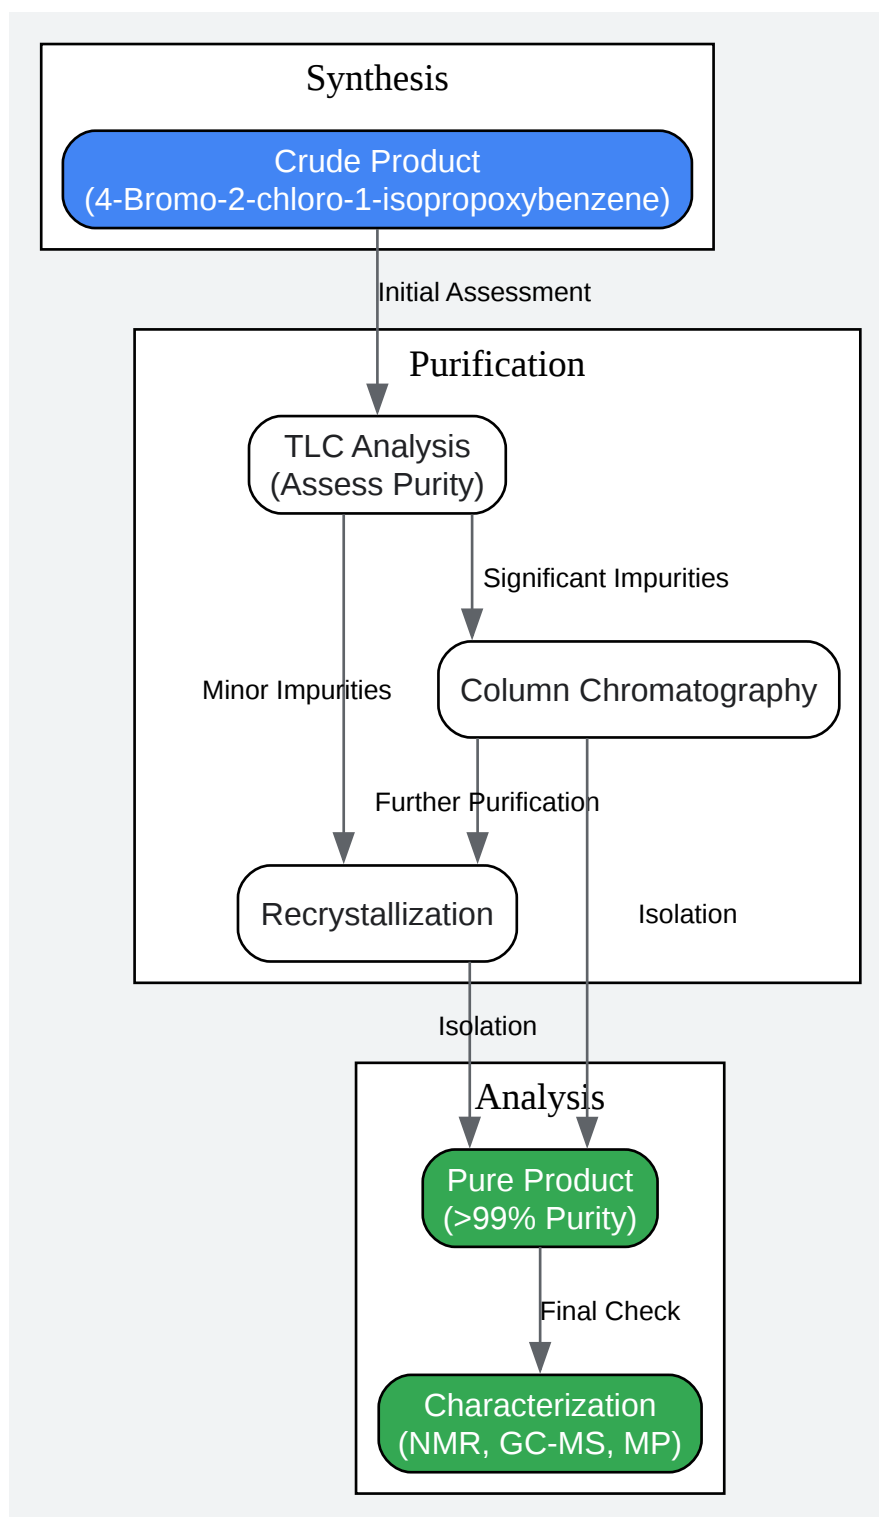 Synthesis
Crude Product
(4-Bromo-2-chloro-1-isopropoxybenzene)
Initial Assessment
Purification
TLC Analysis
(Assess Purity)
Significant Impurities
Minor Impurities
Column Chromatography
Further Purification
Recrystallization
Isolation
Isolation
Analysis
Pure Product
(>99% Purity)
Final Check
Characterization
(NMR, GC-MS, MP)